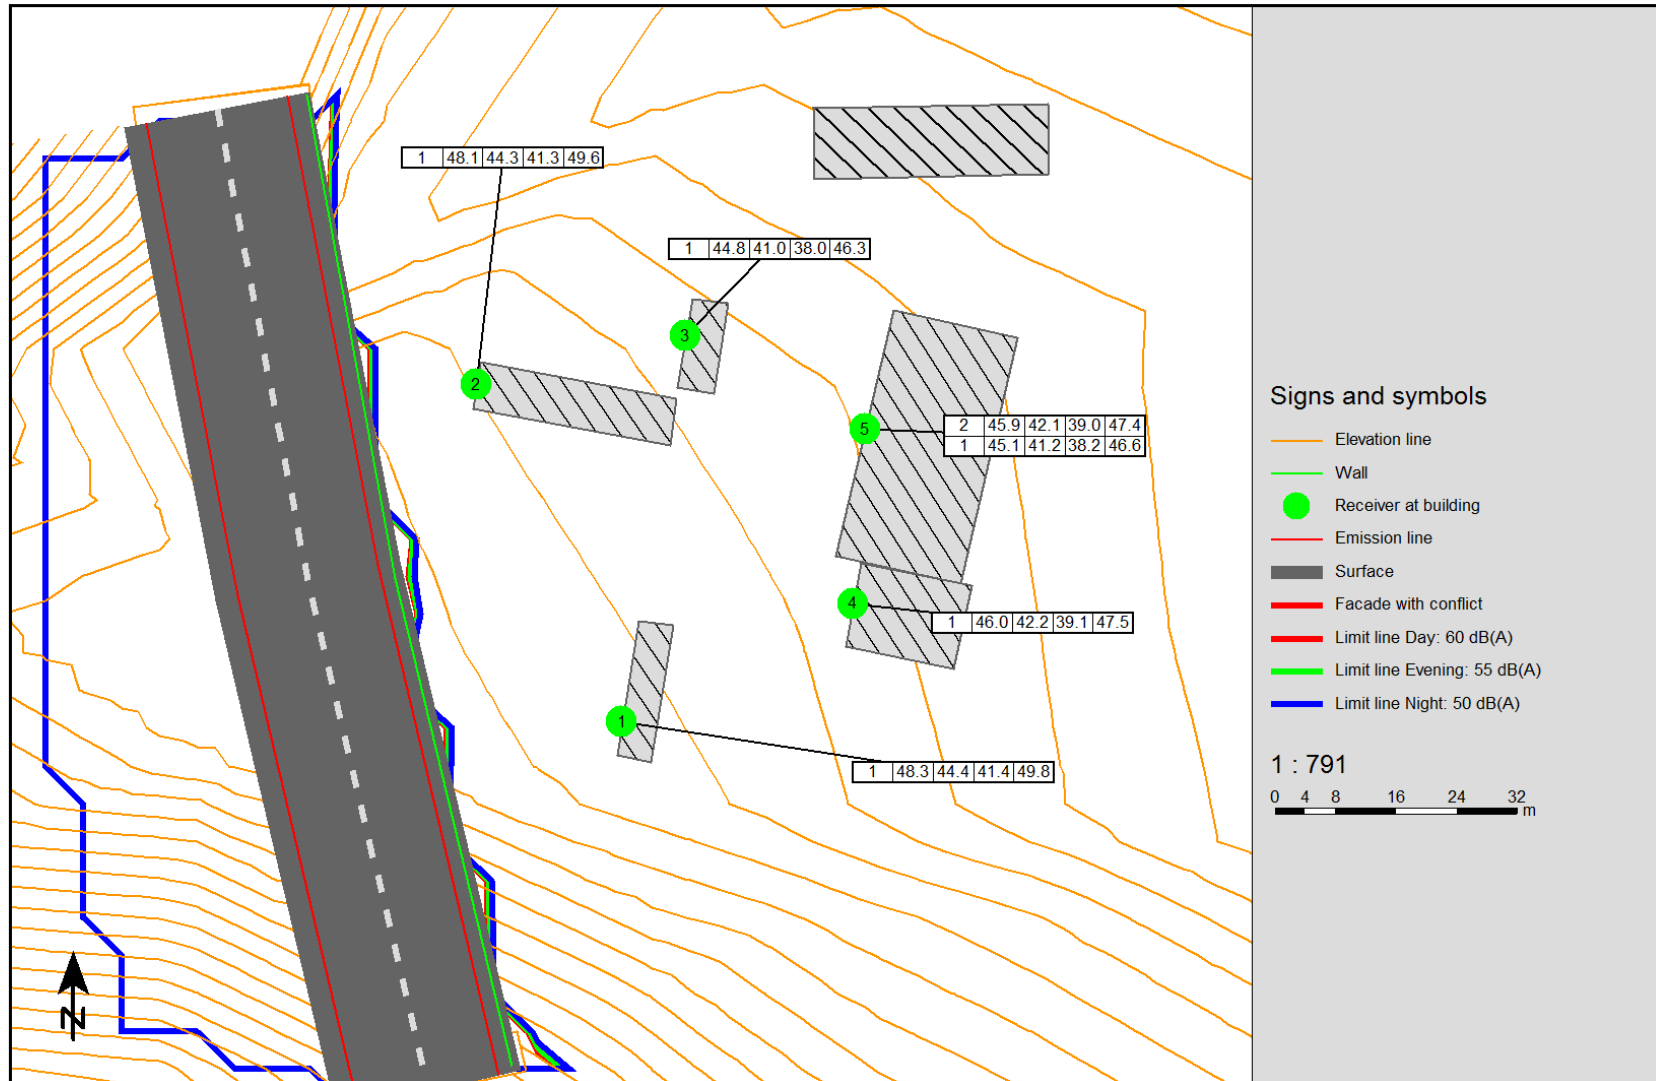 1 48.1 44.3 41.3 49.6
1 44.8 41.0 38.0 46.3
3
2
5
2 45.9 42.1 39.0 47.4
1 45.1 41.2 38.2 46.6
4
1 46.0 42.2 39.1 47.5
1
1 48.3 44.4 41.4 49.8
N
Signs and symbols
Elevation line
Wall
Receiver at building
Emission line
Surface
Facade with conflict
Limit line Day: 60 dB(A)
Limit line Evening: 55 dB(A)
Limit line Night: 50 dB(A)
1 : 791
0 4 8 16 24 32
m